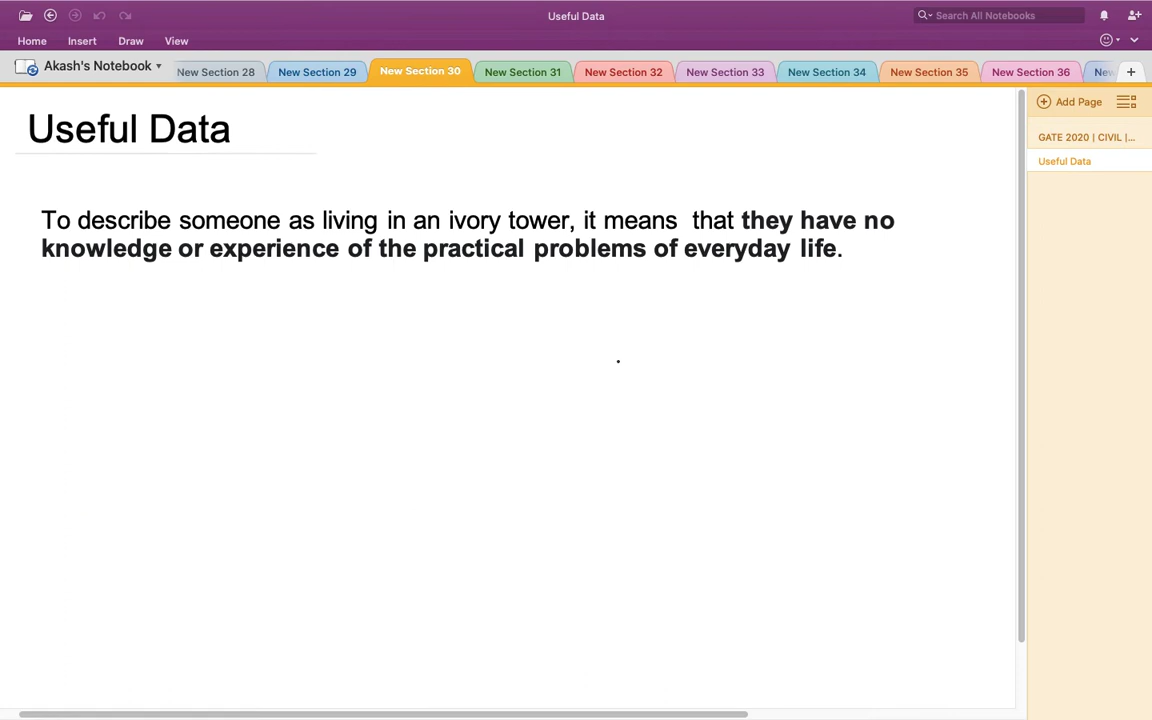 Useful Data
Search All Notebooks
Home Insert Draw View
Akash's Notebook
New Section 28 New Section 29 New Section 30 New Section 31 New Section 32 New Section 33 New Section 34 New Section 35 New Section 36 New
Add Page
GATE 2020 | CIVIL |...
Useful Data
Useful Data
To describe someone as living in an ivory tower, it means that they have no
knowledge or experience of the practical problems of everyday life.